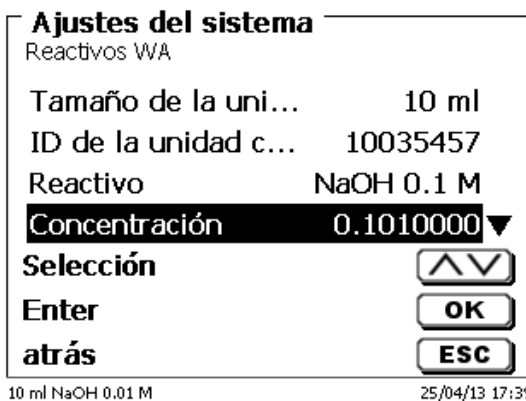 Ajustes del sistema
Reactivos WA
Tamaño de la uni... 10 ml
ID de la unidad c... 10035457
Reactivo NaOH 0.1 M
Concentración 0.1010000
Selección
Enter OK
atrás ESC
10 ml NaOH 0.01 M 25/04/13 17:39